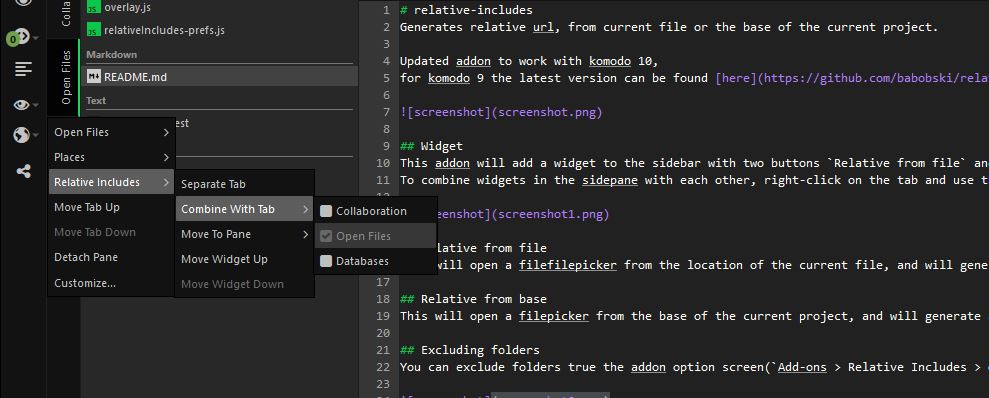 Colla
Open Files
0
overlay.js
relativeIncludes-prefs.js
Markdown
README.md
Text
est
Open Files
Places
Relative Includes
Move Tab Up
Move Tab Down
Detach Pane
Customize...
Separate Tab
Combine With Tab
Move To Pane
Move Widget Up
Move Widget Down
Collaboration
Open Files
Databases
1 # relative-includes
2 Generates relative url, from current file or the base of the current project.
3
4 Updated addon to work with komodo 10,
5 for komodo 9 the latest version can be found [here](https://github.com/babobski/rela
6
7 ![screenshot](screenshot.png)
8
9 ## Widget
10 This addon will add a widget to the sidebar with two buttons `Relative from file` an
11 To combine widgets in the sidepane with each other, right-click on the tab and use t
12
eenshot](screenshot1.png)
lative from file
will open a filefilepicker from the location of the current file, and will gene
17
18 ## Relative from base
19 This will open a filepicker from the base of the current project, and will generate
20
21 ## Excluding folders
22 You can exclude folders true the addon option screen(`Add-ons > Relative Includes >
23